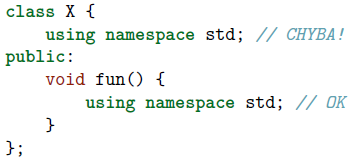 class X {
    using namespace std; // CHYBA!
public:
    void fun() {
        using namespace std; // OK
    }
};